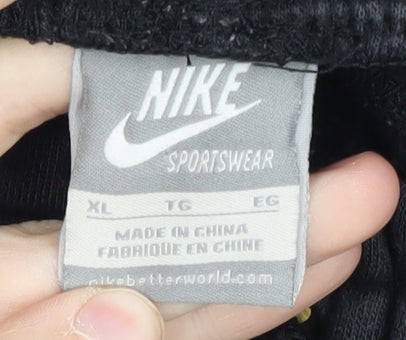 NIKE
SPORTSWEAR
XL TG EG
MADE IN CHINA
FABRIQUE EN CHINE
nikebetterworld.com